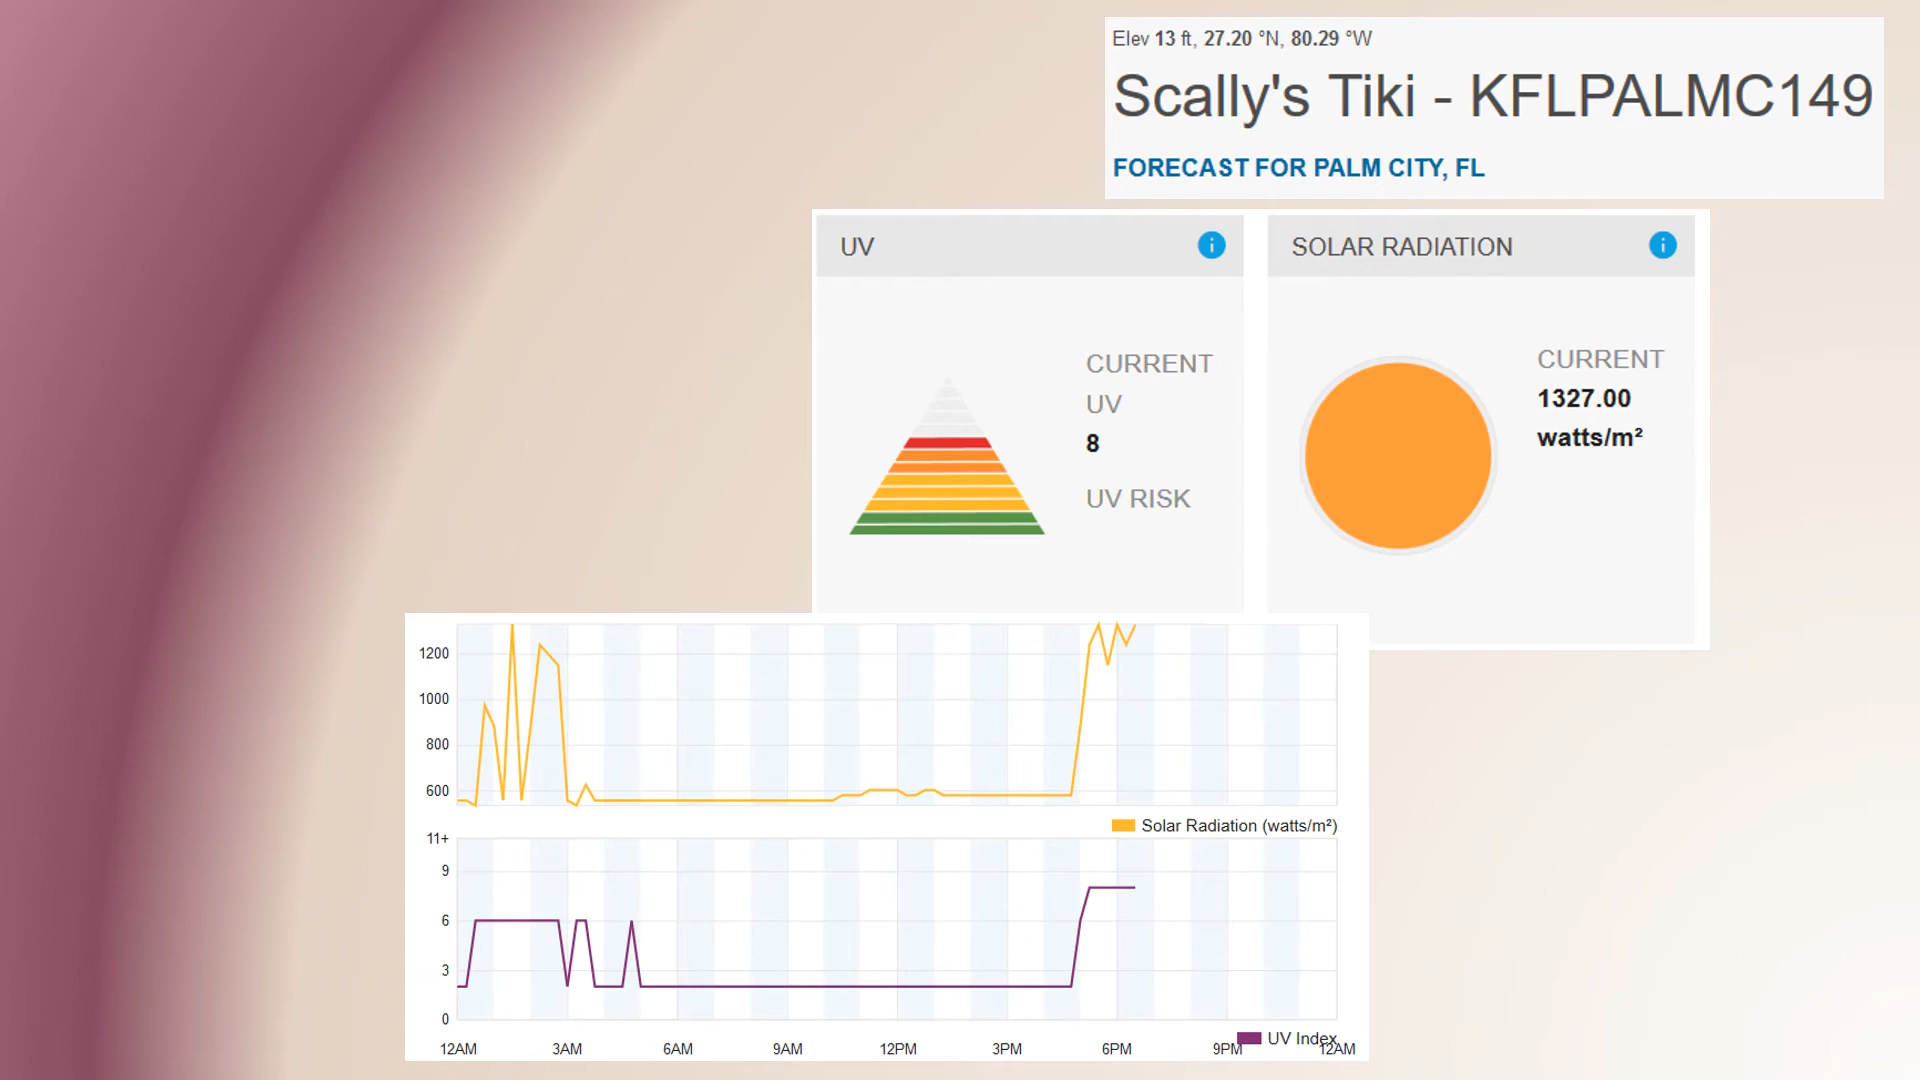 Elev 13 ft, 27.20 °N, 80.29 °W
Scally's Tiki - KFLPALMC149
FORECAST FOR PALM CITY, FL
UV
SOLAR RADIATION
CURRENT
UV
8
UV RISK
CURRENT
1327.00
watts/m²
1200
1000
800
600
Solar Radiation (watts/m²)
11+
9
6
3
0
UV Index
12AM 3AM 6AM 9AM 12PM 3PM 6PM 9PM 12AM